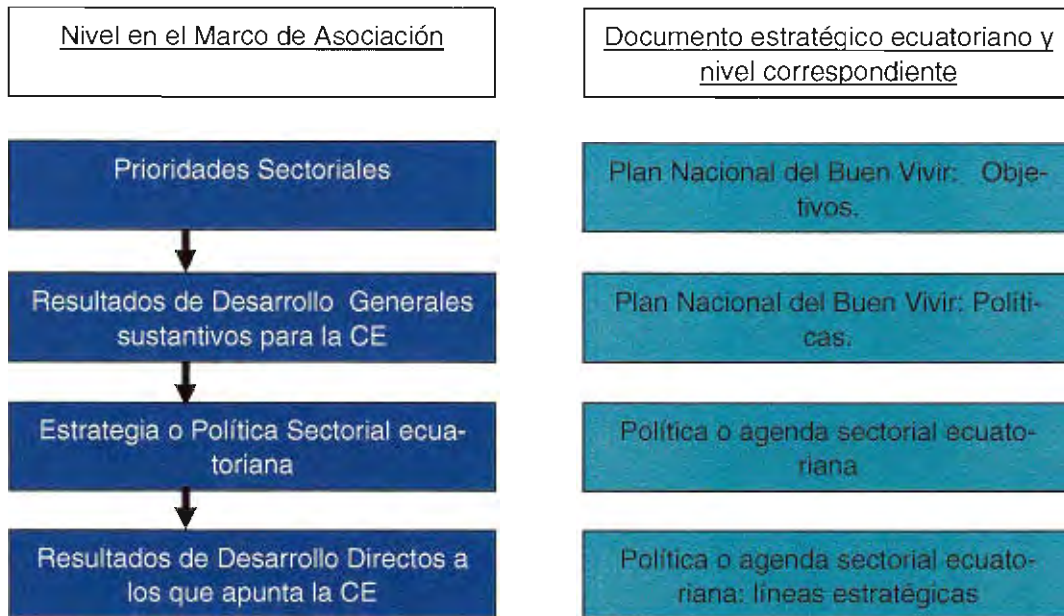 Nivel en el Marco de Asociación
Documento estratégico ecuatoriano y
nivel correspondiente
Prioridades Sectoriales
Plan Nacional del Buen Vivir: Obje-
tivos.
Resultados de Desarrollo Generales
sustantivos para la CE
Plan Nacional del Buen Vivir: Políti-
cas.
Estrategia o Política Sectorial ecua-
toriana
Política o agenda sectorial ecuato-
riana
Resultados de Desarrollo Directos a
los que apunta la CE
Política o agenda sectorial ecuato-
riana: líneas estratégicas